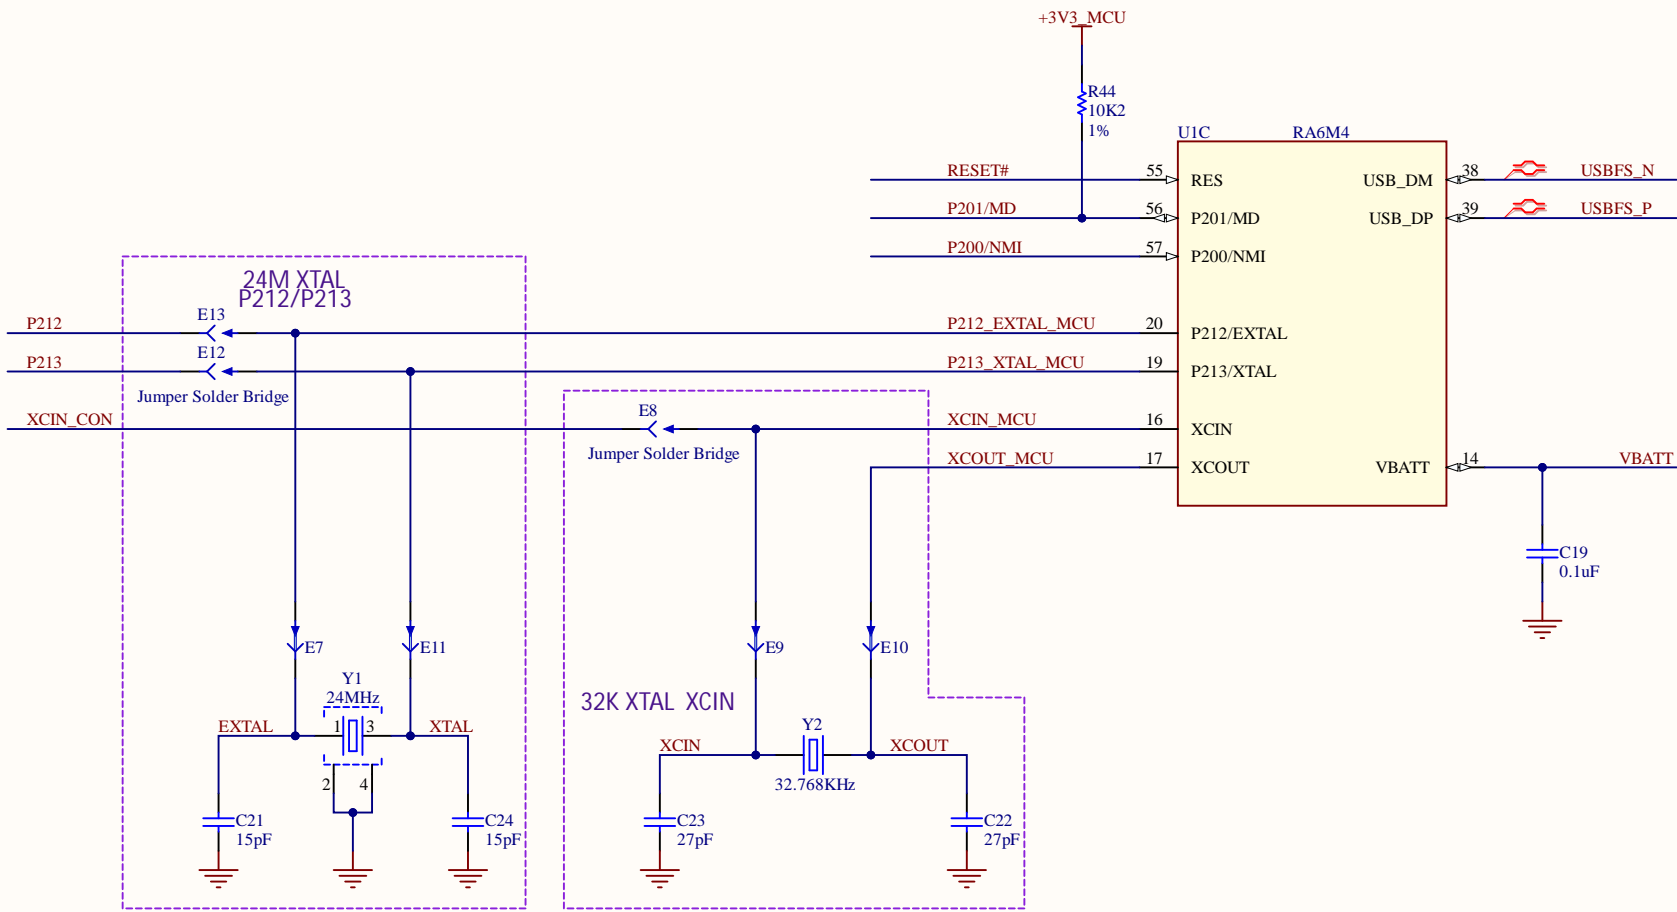 +3V3_MCU
R44
10K2
1%
U1C
RA6M4
RESET#
55
RES
USB_DM
38
USBFS_N
P201/MD
56
P201/MD
USB_DP
39
USBFS_P
P200/NMI
57
P200/NMI
24M XTAL
P212/P213
P212
E13
P212_EXTAL_MCU
20
P212/EXTAL
P213
E12
P213_XTAL_MCU
19
P213/XTAL
Jumper Solder Bridge
XCIN_CON
E8
XCIN_MCU
16
XCIN
Jumper Solder Bridge
XCOUT_MCU
17
XCOUT
VBATT
14
VBATT
C19
0.1uF
E7
E11
E9
E10
Y1
24MHz
EXTAL
1
3
XTAL
2
4
C21
15pF
C24
15pF
32K XTAL XCIN
Y2
XCIN
XCOUT
32.768KHz
C23
27pF
C22
27pF